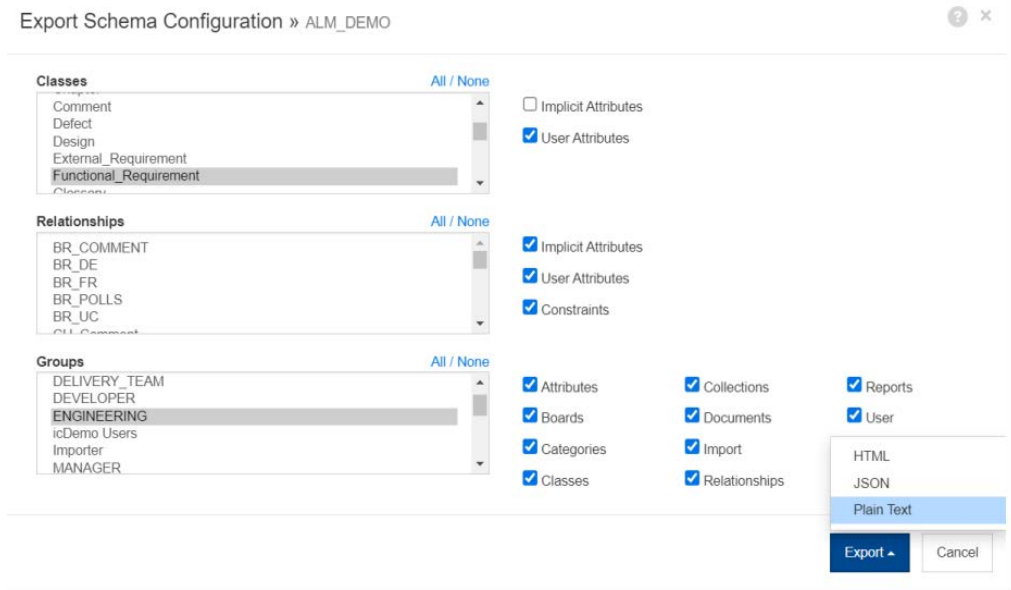 Export Schema Configuration » ALM_DEMO
Classes All / None
Comment
Defect
Design
External_Requirement
Functional_Requirement
Glossary
Implicit Attributes
User Attributes
Relationships All / None
BR_COMMENT
BR_DE
BR_FR
BR_POLLS
BR_UC
CH_Comment
Implicit Attributes
User Attributes
Constraints
Groups All / None
DELIVERY_TEAM
DEVELOPER
ENGINEERING
icDemo Users
Importer
MANAGER
Attributes Collections Reports
Boards Documents User
Categories Import
Classes Relationships
HTML
JSON
Plain Text
Export Cancel